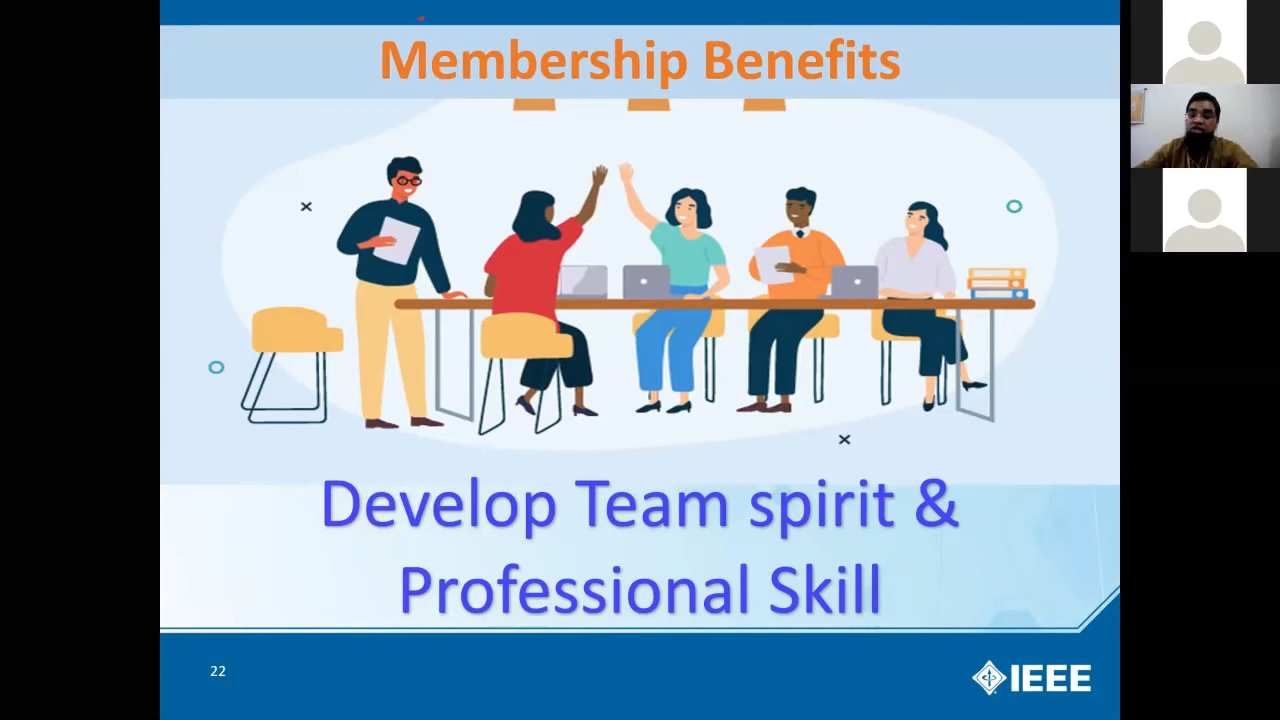 Membership Benefits
Develop Team spirit &
Professional Skill
22
IEEE